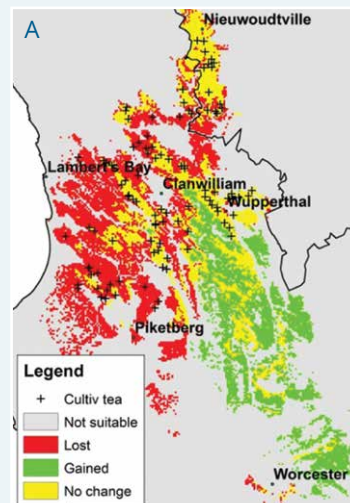 A
Nieuwoudtville
Lambert's Bay
Clanwilliam
Wupperthal
Piketberg
Legend
Cultiv tea
Not suitable
Lost
Gained
No change
Worcester